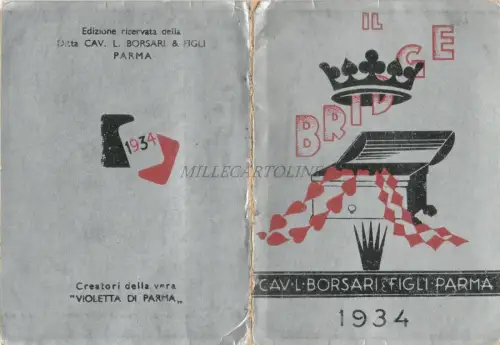 Edizione riservata della
Ditta CAV. L. BORSARI & FIGLI
PARMA
1934
MILLECARTOLINE
Creatori della vera
"VIOLETTA DI PARMA„
IL
BRIDGE
CAV·L·BORSARI & FIGLI·PARMA
1934